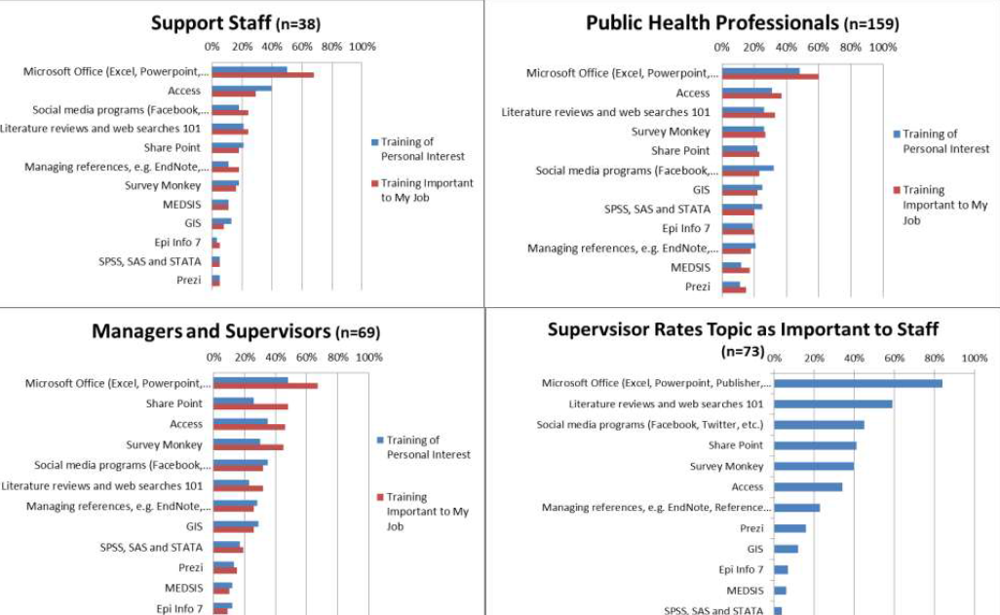 Support Staff (n=38)
0% 20% 40% 60% 80% 100%
Microsoft Office (Excel, Powerpoint,...
Access
Social media programs (Facebook,...
Literature reviews and web searches 101
Share Point
Managing references, e.g. EndNote,...
Survey Monkey
MEDSIS
GIS
Epi Info 7
SPSS, SAS and STATA
Prezi
Training of
Personal Interest
Training Important
to My Job
Public Health Professionals (n=159)
0% 20% 40% 60% 80% 100%
Microsoft Office (Excel, Powerpoint,...
Access
Literature reviews and web searches 101
Survey Monkey
Share Point
Social media programs (Facebook,...
GIS
SPSS, SAS and STATA
Epi Info 7
Managing references, e.g. EndNote,...
MEDSIS
Prezi
Training of
Personal Interest
Training
Important to My
Job
Managers and Supervisors (n=69)
0% 20% 40% 60% 80% 100%
Microsoft Office (Excel, Powerpoint,...
Share Point
Access
Survey Monkey
Social media programs (Facebook,...
Literature reviews and web searches 101
Managing references, e.g. EndNote,...
GIS
SPSS, SAS and STATA
Prezi
MEDSIS
Epi Info 7
Training of
Personal Interest
Training
Important to My
Job
Supervsisor Rates Topic as Important to Staff
(n=73)
0% 20% 40% 60% 80% 100%
Microsoft Office (Excel, Powerpoint, Publisher,...
Literature reviews and web searches 101
Social media programs (Facebook, Twitter, etc.)
Share Point
Survey Monkey
Access
Managing references, e.g. EndNote, Reference...
Prezi
GIS
Epi Info 7
MEDSIS
SPSS, SAS and STATA